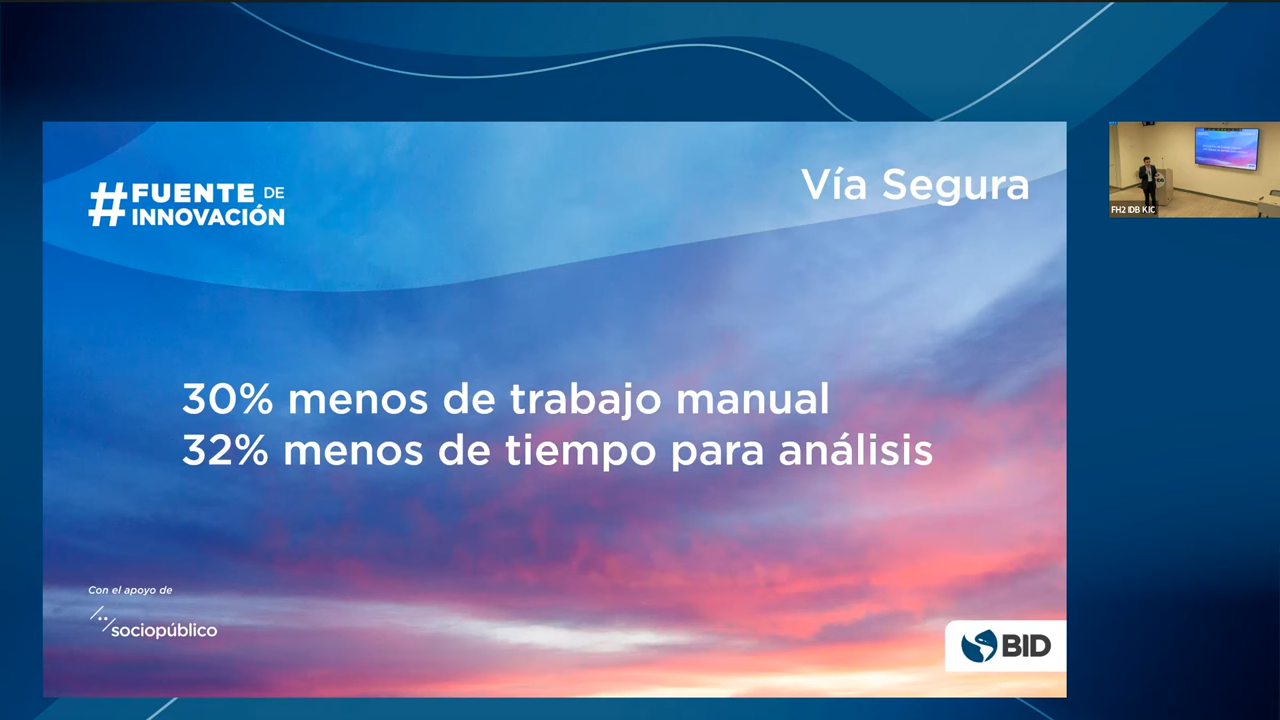 #FUENTE DE
INNOVACIÓN
Vía Segura
30% menos de trabajo manual
32% menos de tiempo para análisis
Con el apoyo de
sociopúblico
BID
FH2 IDB KIC